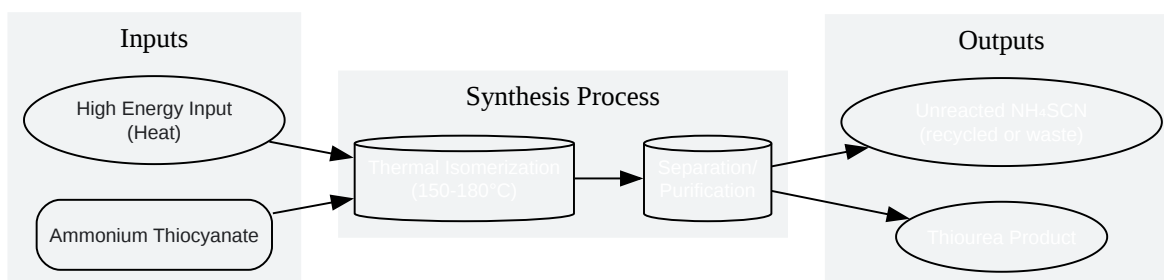 Inputs
High Energy Input
(Heat)
Ammonium Thiocyanate
Synthesis Process
Thermal Isomerization
(150-180°C)
Separation/
Purification
Outputs
Unreacted NH₄SCN
(recycled or waste)
Thiourea Product